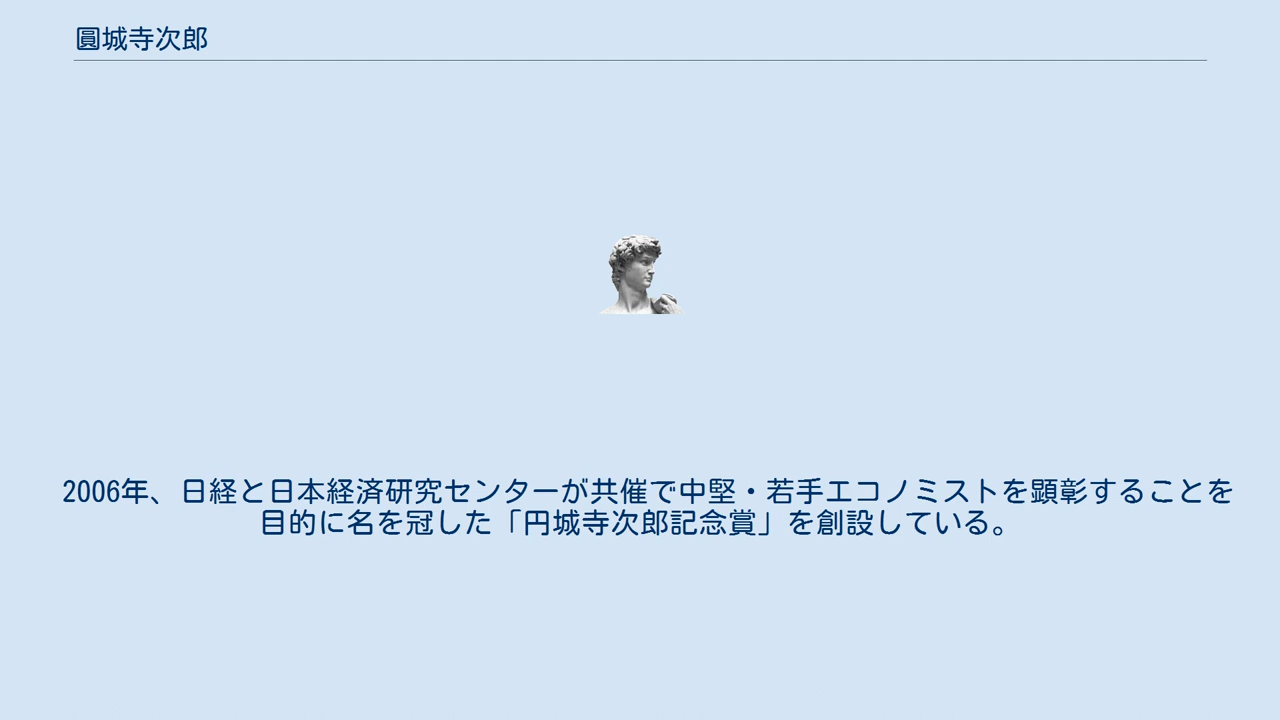 圓城寺次郎
2006年、日経と日本経済研究センターが共催で中堅・若手エコノミストを顕彰することを
目的に名を冠した「円城寺次郎記念賞」を創設している。